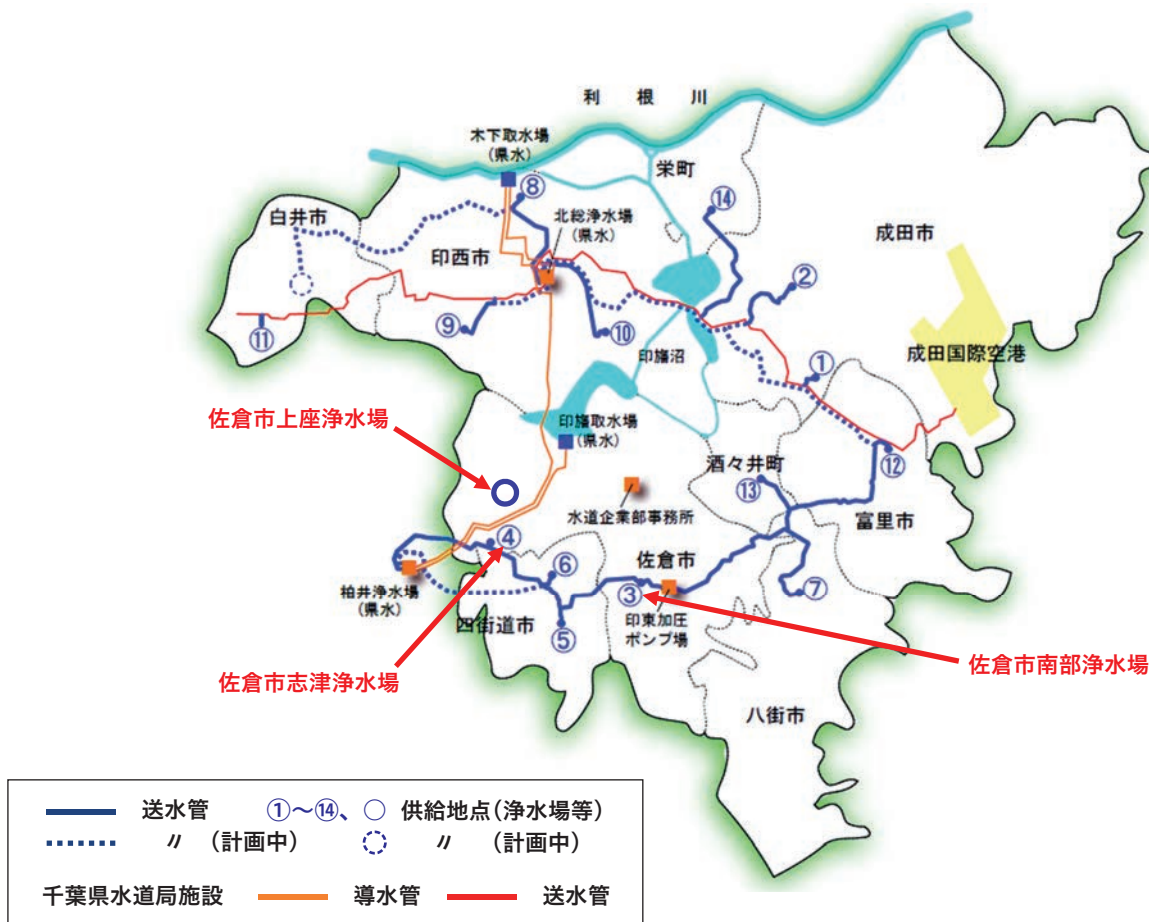 利根川
木下取水場
(県水)
栄町
⑧
⑭
白井市
北総浄水場
(県水)
成田市
印西市
②
⑨
⑩
⑪
印旛沼
①
成田国際空港
佐倉市上座浄水場
印旛取水場
(県水)
酒々井町
⑫
⑬
水道企業部事務所
富里市
④
佐倉市
⑥
柏井浄水場
(県水)
③
⑦
四街道市
⑤
印東加圧
ポンプ場
佐倉市志津浄水場
佐倉市南部浄水場
八街市
送水管 ①～⑭、○ 供給地点(浄水場等)
〃 (計画中) 〃 (計画中)
千葉県水道局施設 導水管 送水管